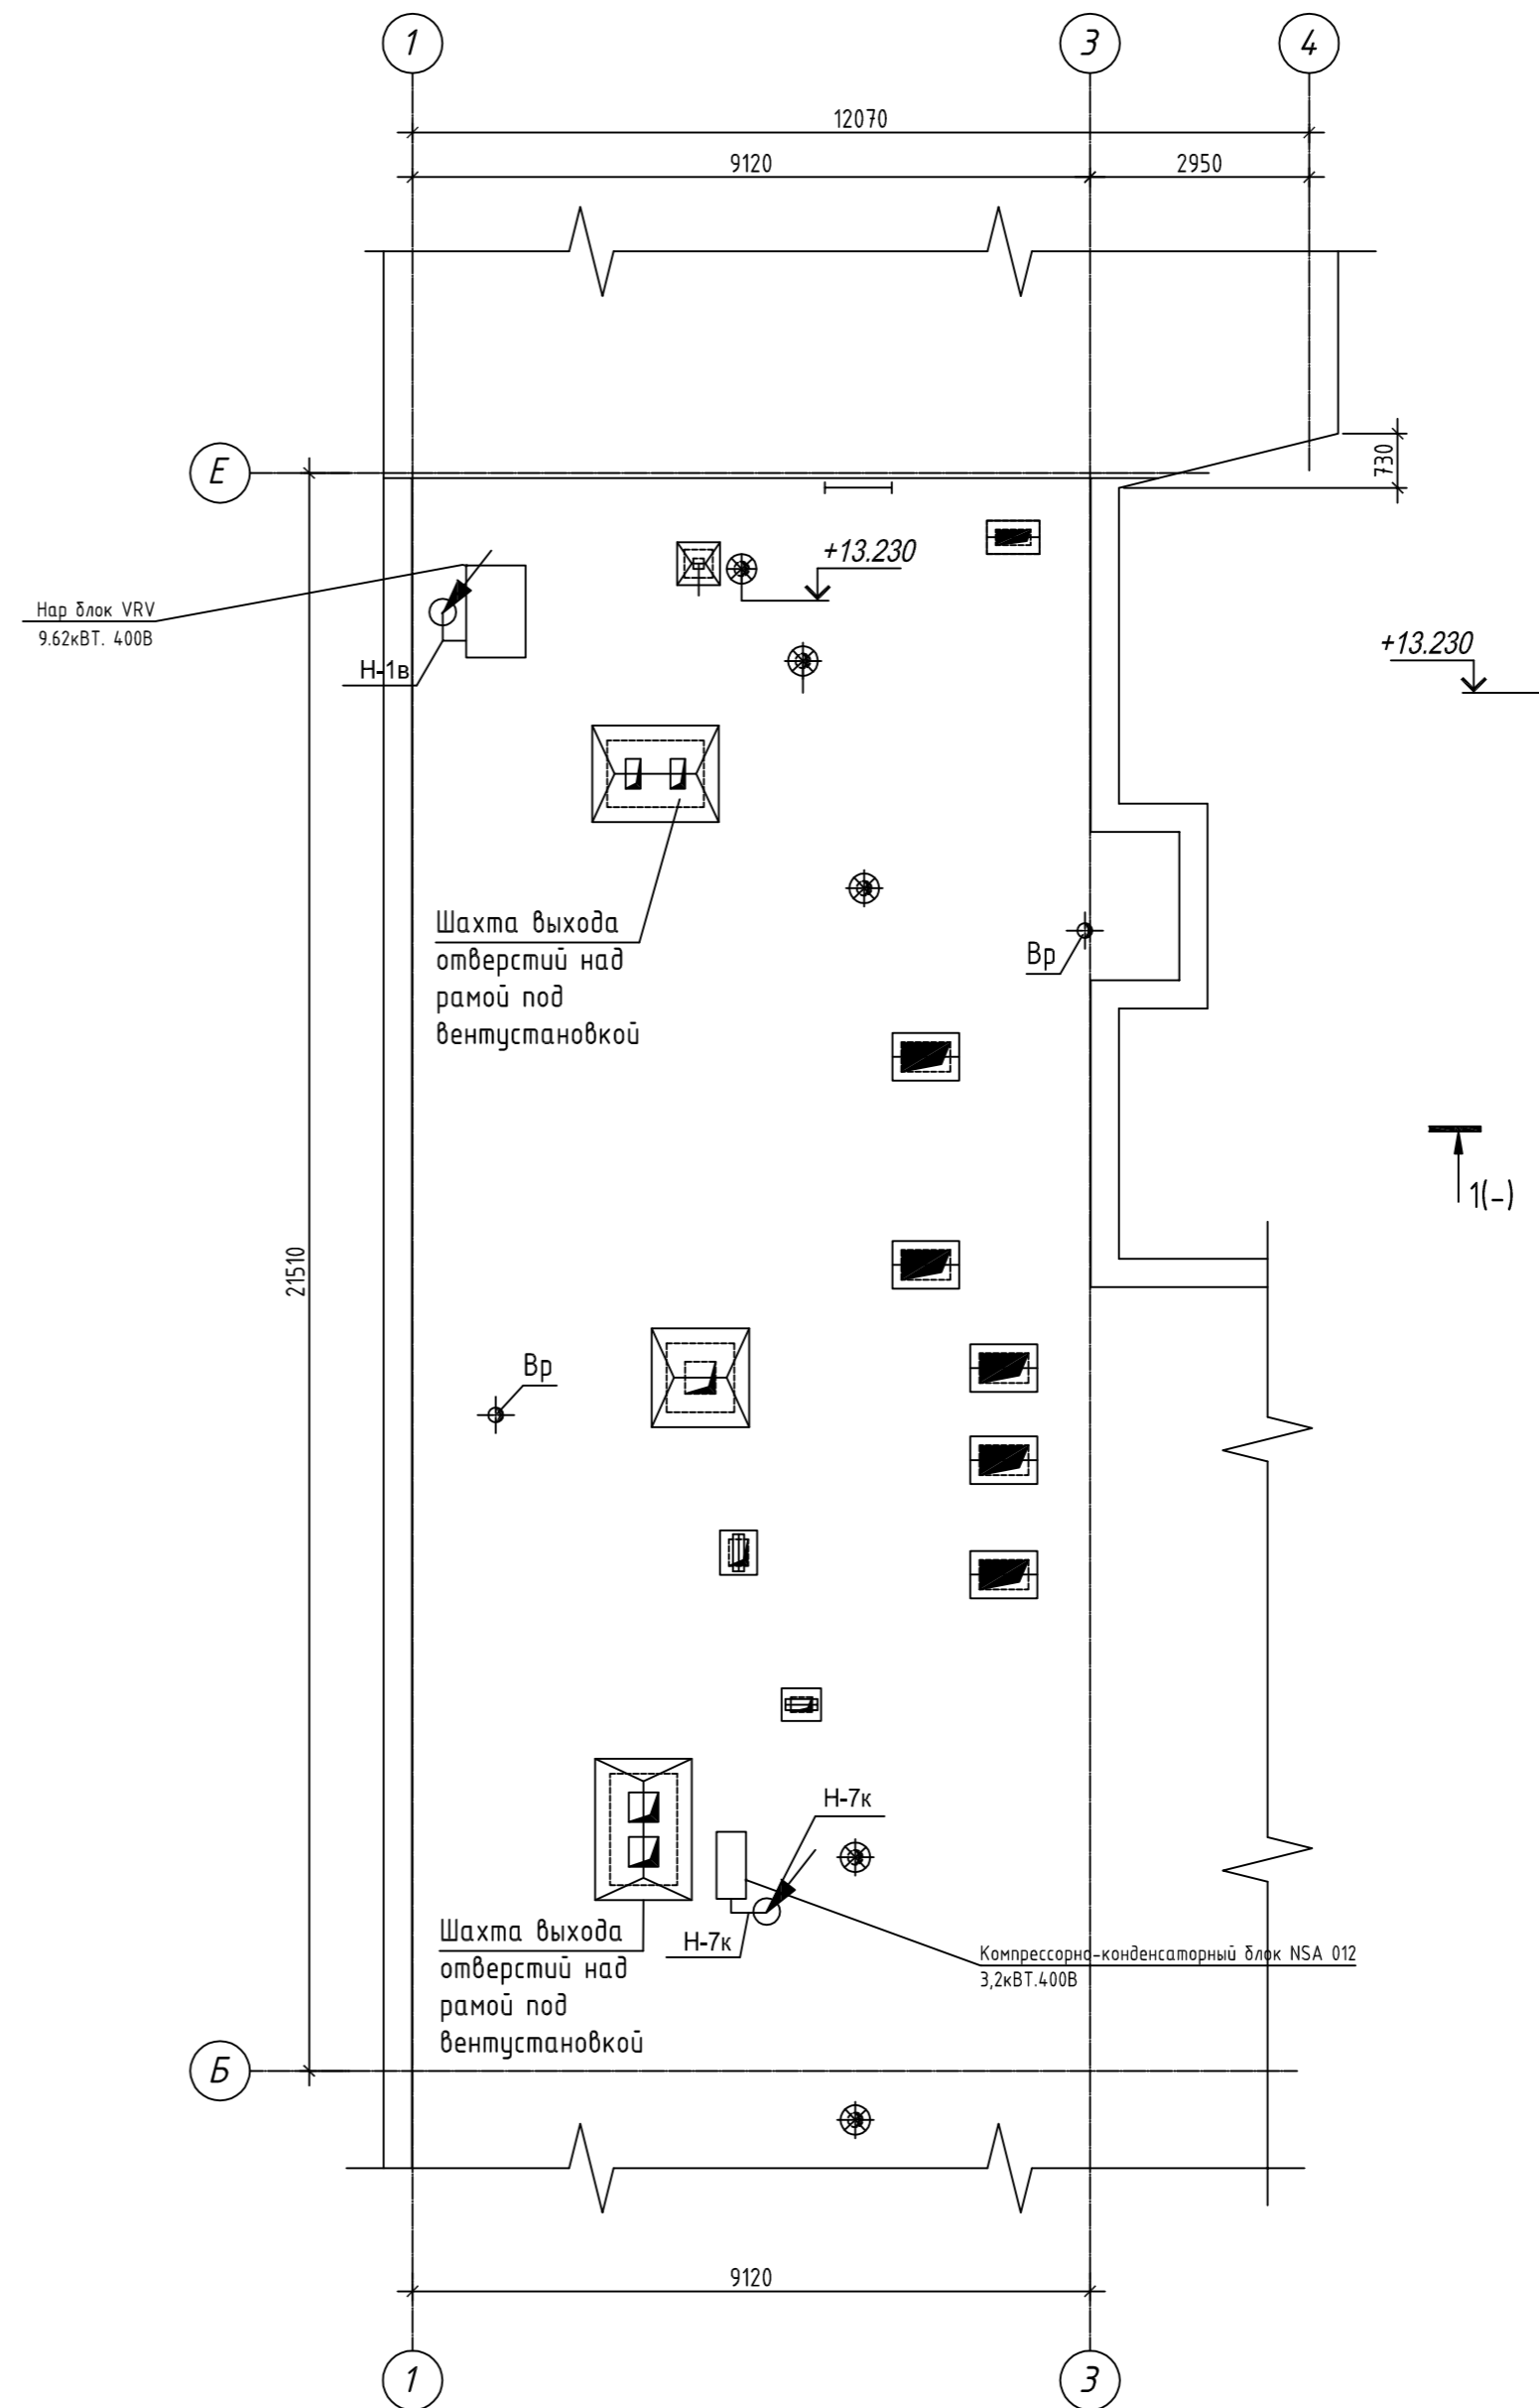 1
3
4
12070
9120
2950
Е
730
+13.230
Нар блок VRV
9.62кВТ. 400В
+13.230
Н-1в
Шахта выхода
отверстий над
рамой под
вентустановкой
Вр
1(-)
21510
Вр
Н-7к
Шахта выхода
отверстий над
рамой под
вентустановкой
Н-7к
Компрессорно-конденсаторный блок NSA 012
3,2кВТ.400В
Б
9120
1
3